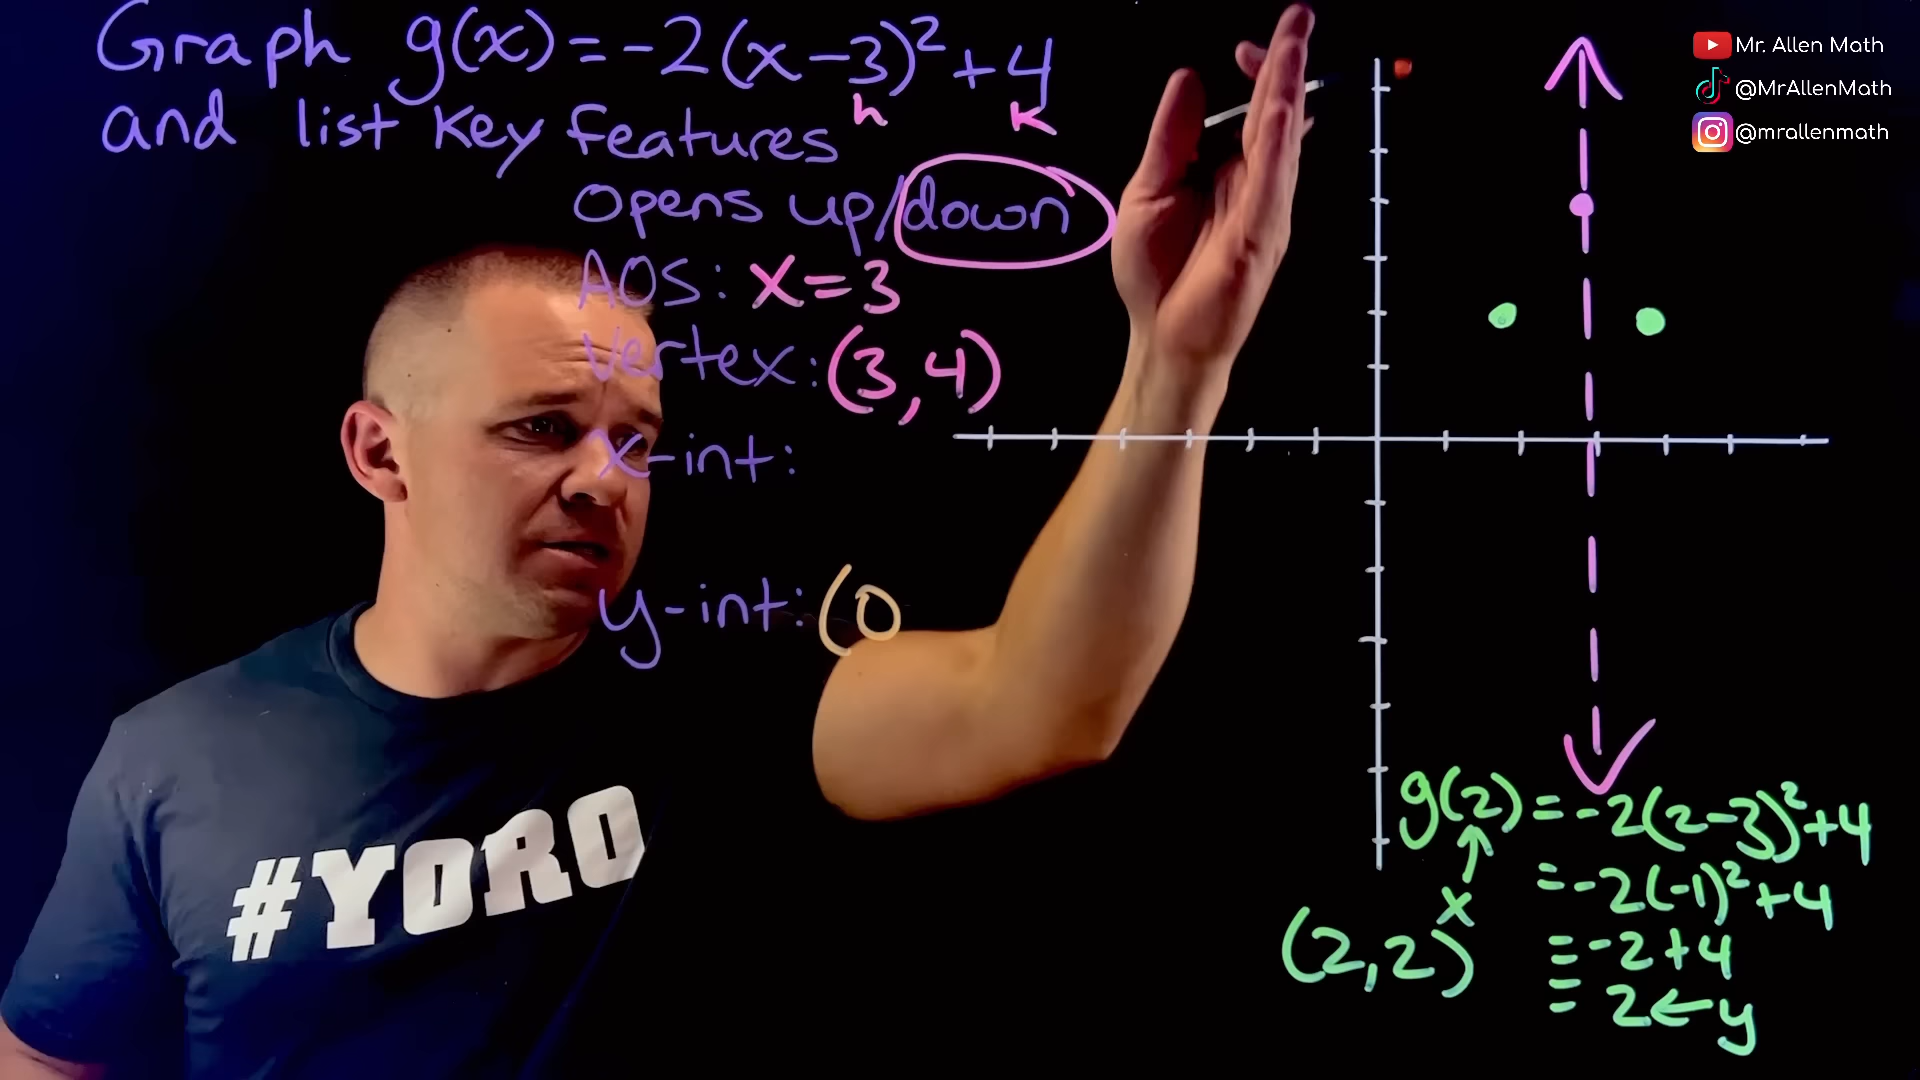 Graph g(x) = -2(x-3)² + 4
h k
and list key features
Opens up/down
AOS: x=3
Vertex: (3,4)
x-int:
y-int: (0
#YORO
Mr. Allen Math
@MrAllenMath
@mrallenmath
g(2) = -2(2-3)²+4
= -2(-1)²+4
x
(2,2)
= -2+4
= 2 ← y